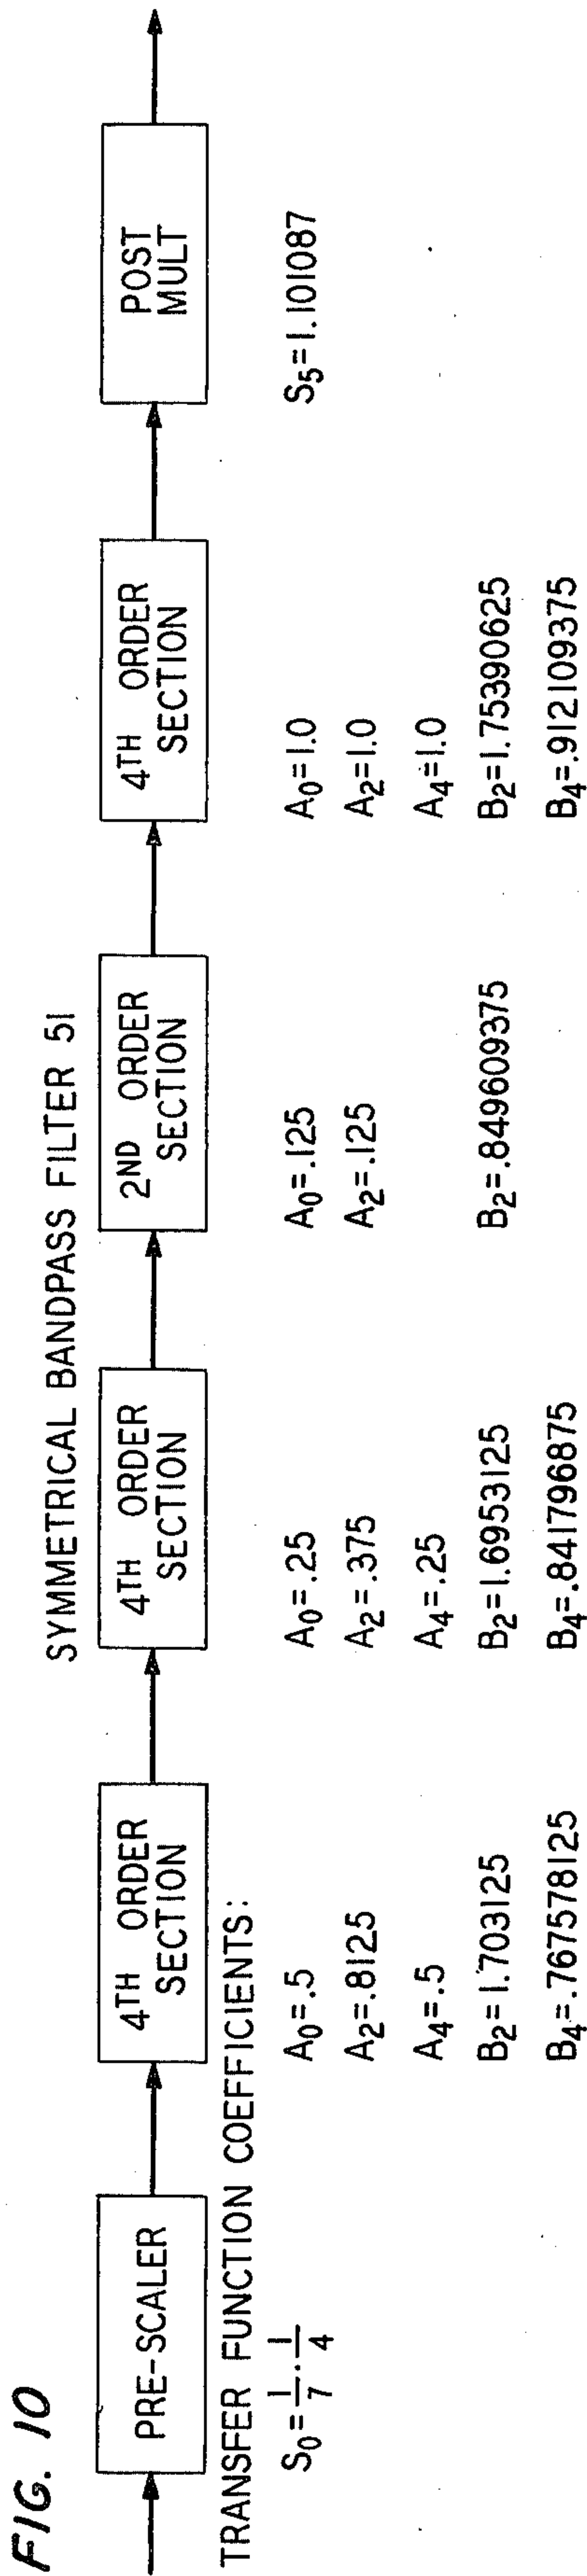 FIG. 10
SYMMETRICAL BANDPASS FILTER 51
PRE-SCALER
4TH ORDER
SECTION
4TH ORDER
SECTION
2ND ORDER
SECTION
4TH ORDER
SECTION
POST
MULT
TRANSFER FUNCTION COEFFICIENTS:
S0=1/7·1/4
A0=.5
A2=.8125
A4=.5
B2=1.703125
B4=.767578125
A0=.25
A2=.375
A4=.25
B2=1.6953125
B4=.841796875
A0=.125
A2=.125
B2=.849609375
A0=1.0
A2=1.0
A4=1.0
B2=1.75390625
B4=.912109375
S5=1.101087